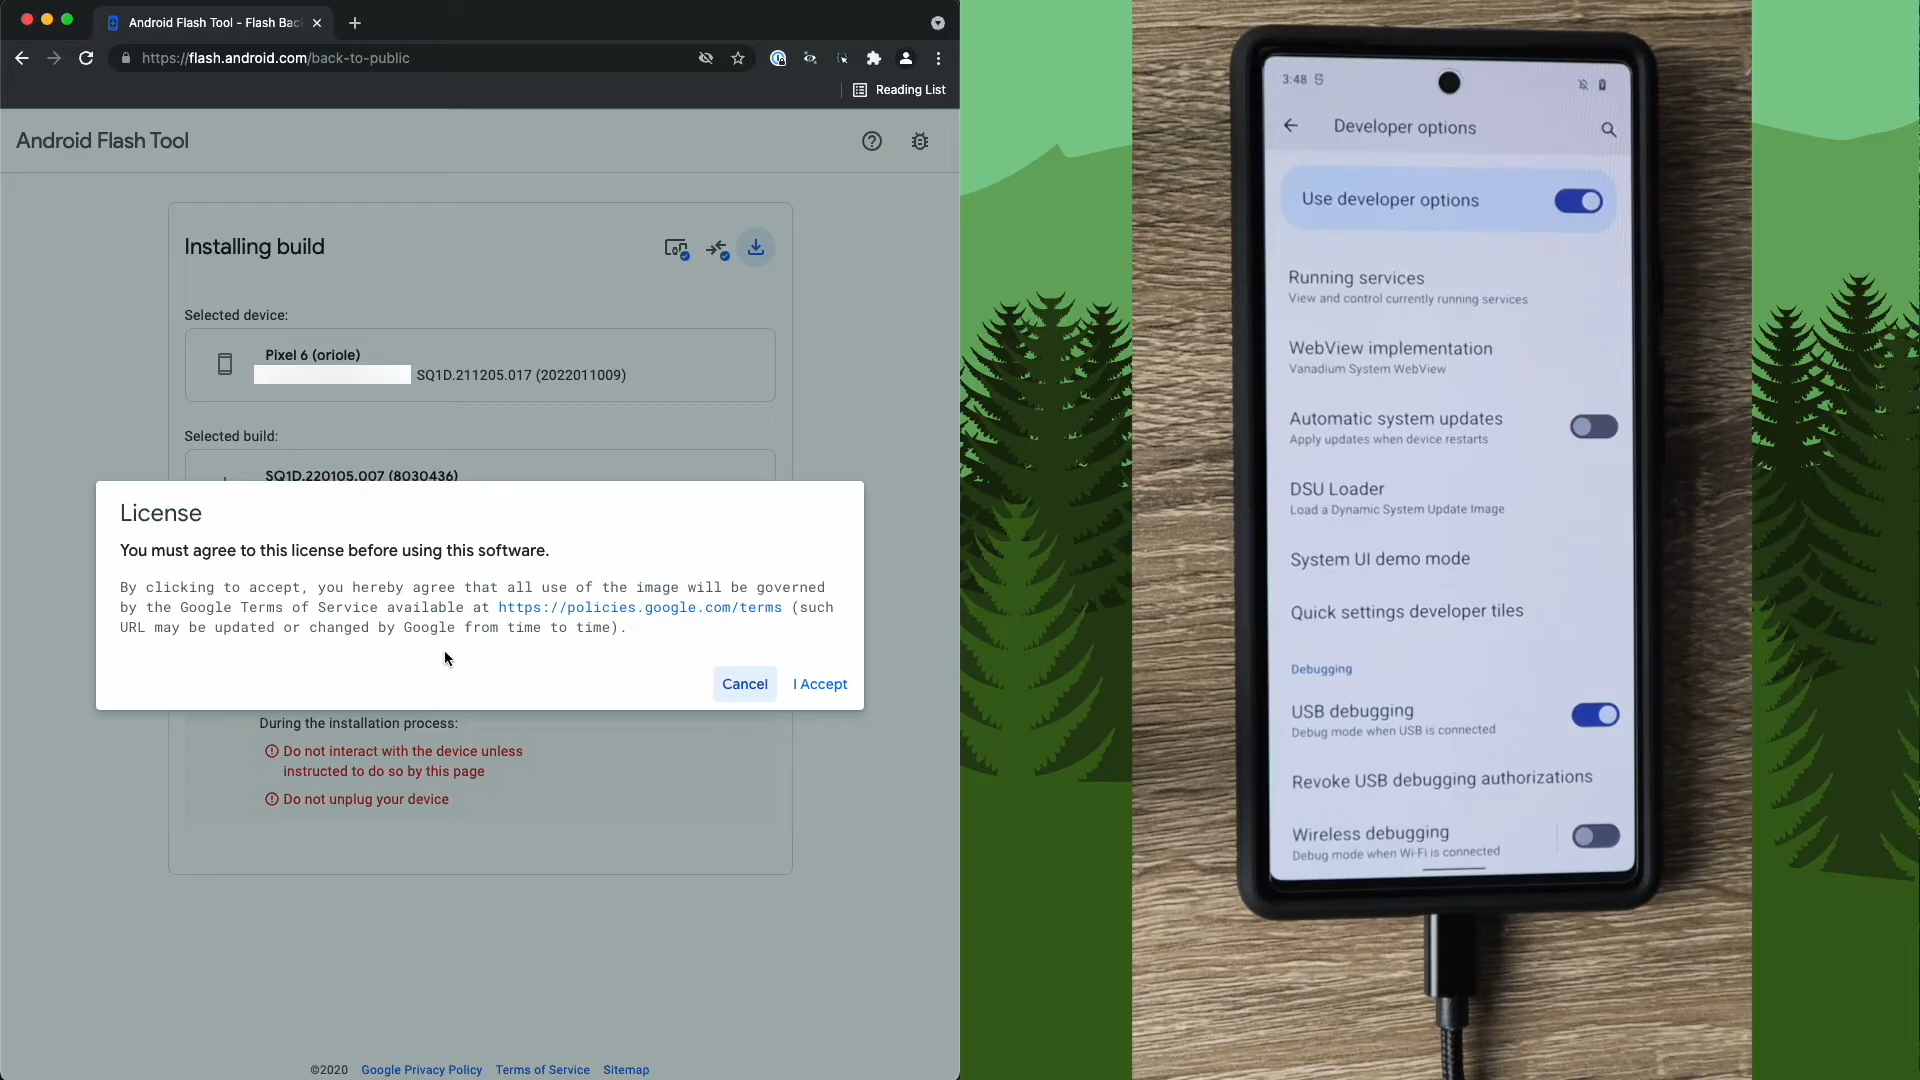 Android Flash Tool - Flash Bac
https://flash.android.com/back-to-public
Reading List
Android Flash Tool
Installing build
Selected device:
Pixel 6 (oriole)
SQ1D.211205.017 (2022011009)
Selected build:
SQ1D.220105.007 (8030436)
License
You must agree to this license before using this software.
By clicking to accept, you hereby agree that all use of the image will be governed
by the Google Terms of Service available at https://policies.google.com/terms (such
URL may be updated or changed by Google from time to time).
Cancel
I Accept
During the installation process:
Do not interact with the device unless
instructed to do so by this page
Do not unplug your device
©2020 Google Privacy Policy Terms of Service Sitemap
3:48
Developer options
Use developer options
Running services
View and control currently running services
WebView implementation
Vanadium System WebView
Automatic system updates
Apply updates when device restarts
DSU Loader
Load a Dynamic System Update Image
System UI demo mode
Quick settings developer tiles
Debugging
USB debugging
Debug mode when USB is connected
Revoke USB debugging authorizations
Wireless debugging
Debug mode when Wi-Fi is connected